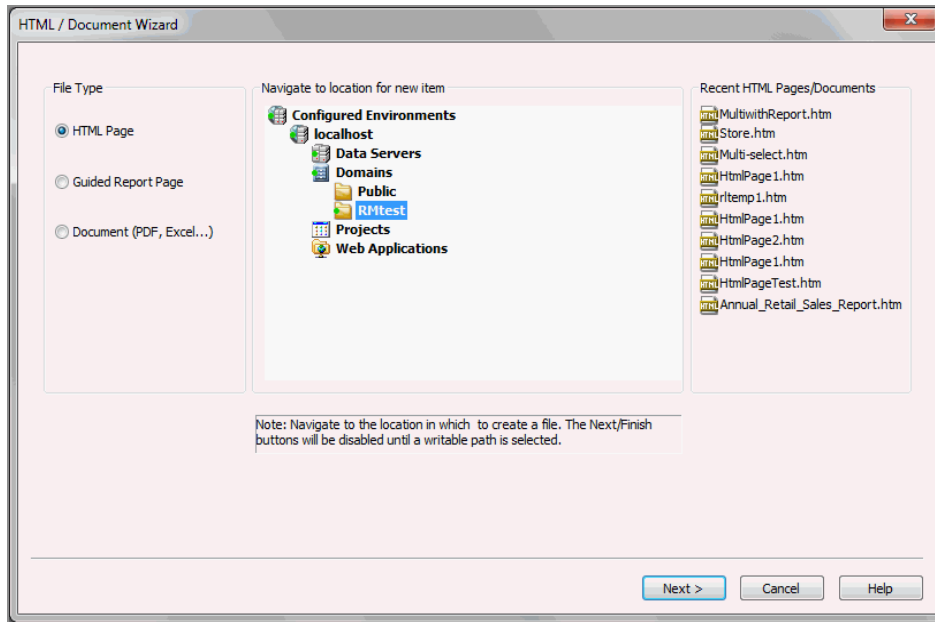 HTML / Document Wizard
File Type
HTML Page
Guided Report Page
Document (PDF, Excel...)
Navigate to location for new item
Configured Environments
localhost
Data Servers
Domains
Public
RMtest
Projects
Web Applications
Recent HTML Pages/Documents
MultiwithReport.htm
Store.htm
Multi-select.htm
HtmlPage1.htm
rltemp1.htm
HtmlPage1.htm
HtmlPage2.htm
HtmlPage1.htm
HtmlPageTest.htm
Annual_Retail_Sales_Report.htm
Note: Navigate to the location in which to create a file. The Next/Finish
buttons will be disabled until a writable path is selected.
Next >
Cancel
Help